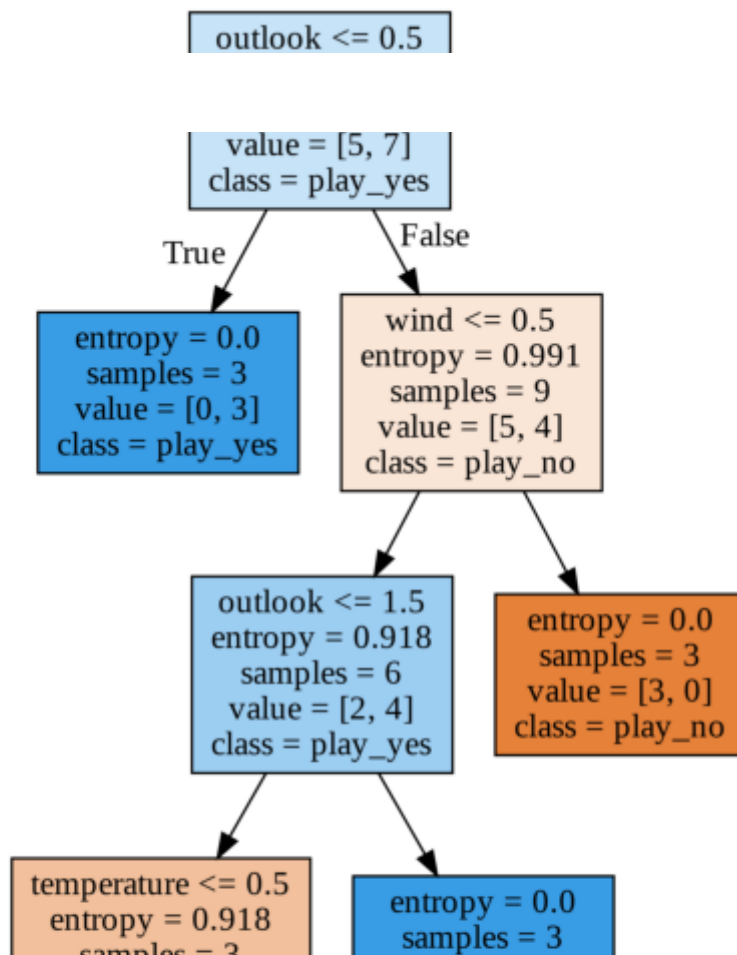 outlook <= 0.5
value = [5, 7]
class = play_yes
True
False
entropy = 0.0
samples = 3
value = [0, 3]
class = play_yes
wind <= 0.5
entropy = 0.991
samples = 9
value = [5, 4]
class = play_no
outlook <= 1.5
entropy = 0.918
samples = 6
value = [2, 4]
class = play_yes
entropy = 0.0
samples = 3
value = [3, 0]
class = play_no
temperature <= 0.5
entropy = 0.918
samples = 3
entropy = 0.0
samples = 3